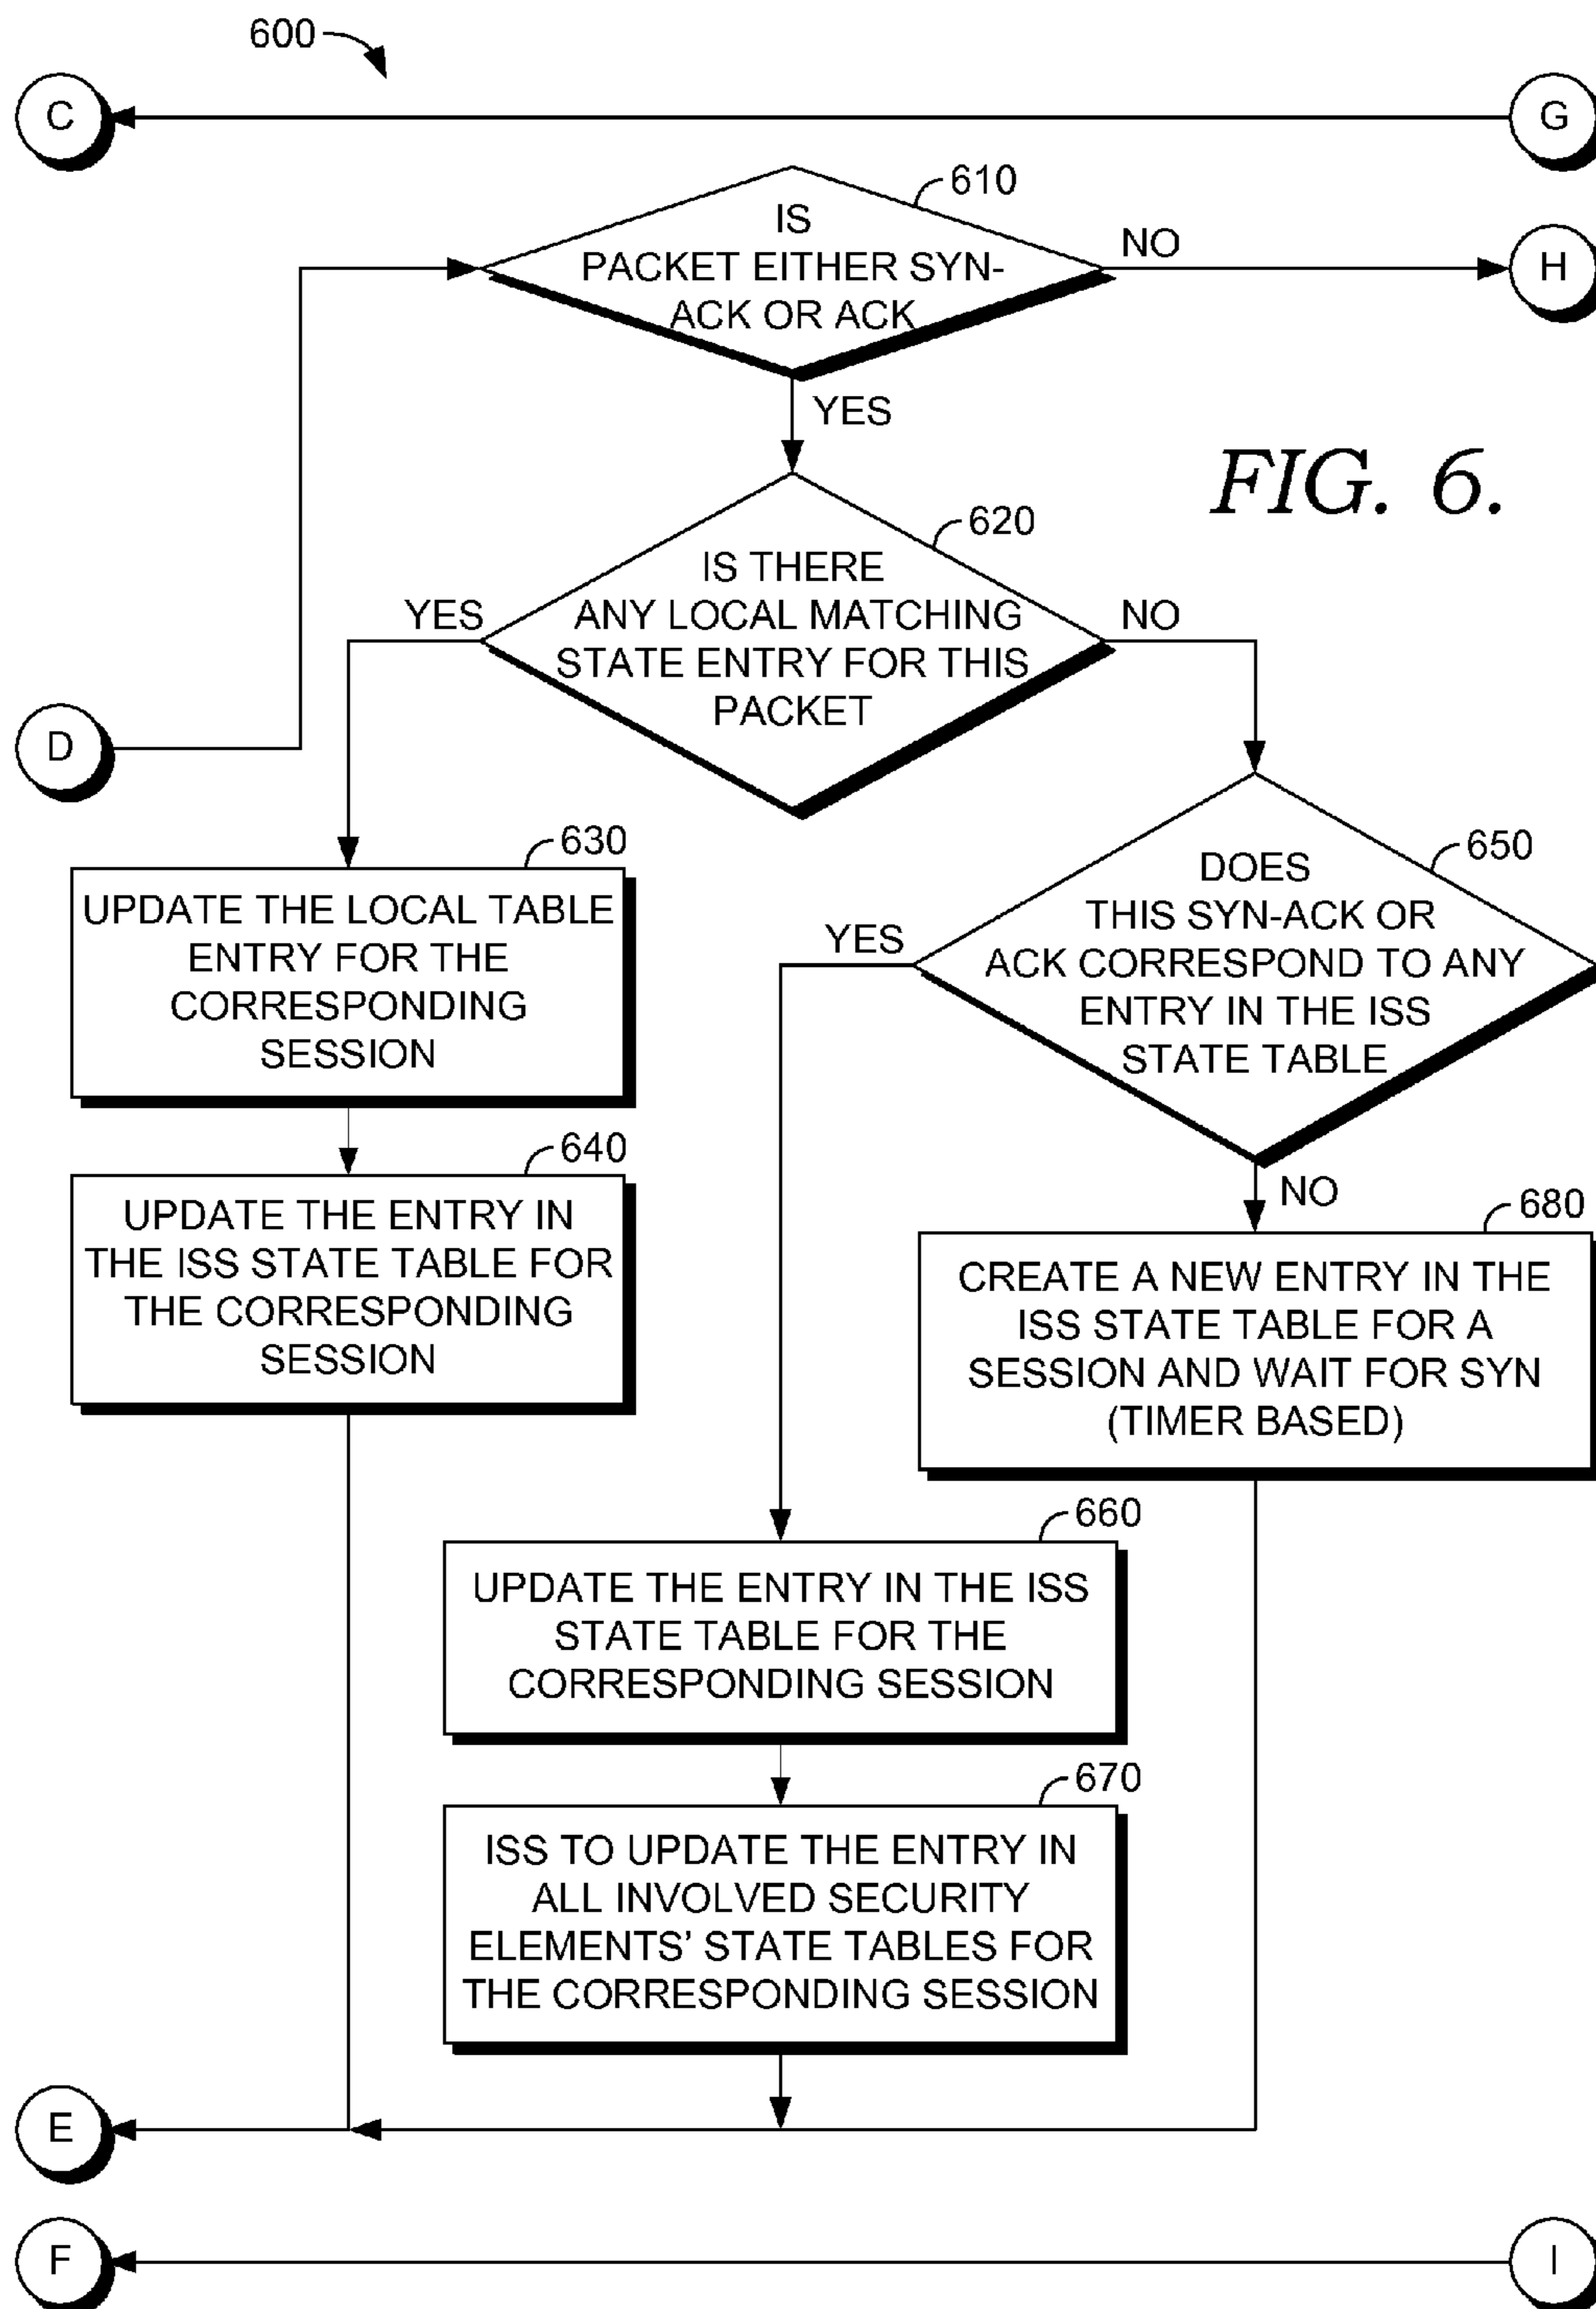 600
C
G
610
IS
PACKET EITHER SYN-
ACK OR ACK
NO
H
YES
FIG. 6.
620
IS THERE
ANY LOCAL MATCHING
STATE ENTRY FOR THIS
PACKET
YES
NO
D
630
UPDATE THE LOCAL TABLE
ENTRY FOR THE
CORRESPONDING
SESSION
650
DOES
THIS SYN-ACK OR
ACK CORRESPOND TO ANY
ENTRY IN THE ISS
STATE TABLE
YES
NO
640
UPDATE THE ENTRY IN
THE ISS STATE TABLE FOR
THE CORRESPONDING
SESSION
680
CREATE A NEW ENTRY IN THE
ISS STATE TABLE FOR A
SESSION AND WAIT FOR SYN
(TIMER BASED)
660
UPDATE THE ENTRY IN THE ISS
STATE TABLE FOR THE
CORRESPONDING SESSION
670
ISS TO UPDATE THE ENTRY IN
ALL INVOLVED SECURITY
ELEMENTS' STATE TABLES FOR
THE CORRESPONDING SESSION
E
F
I